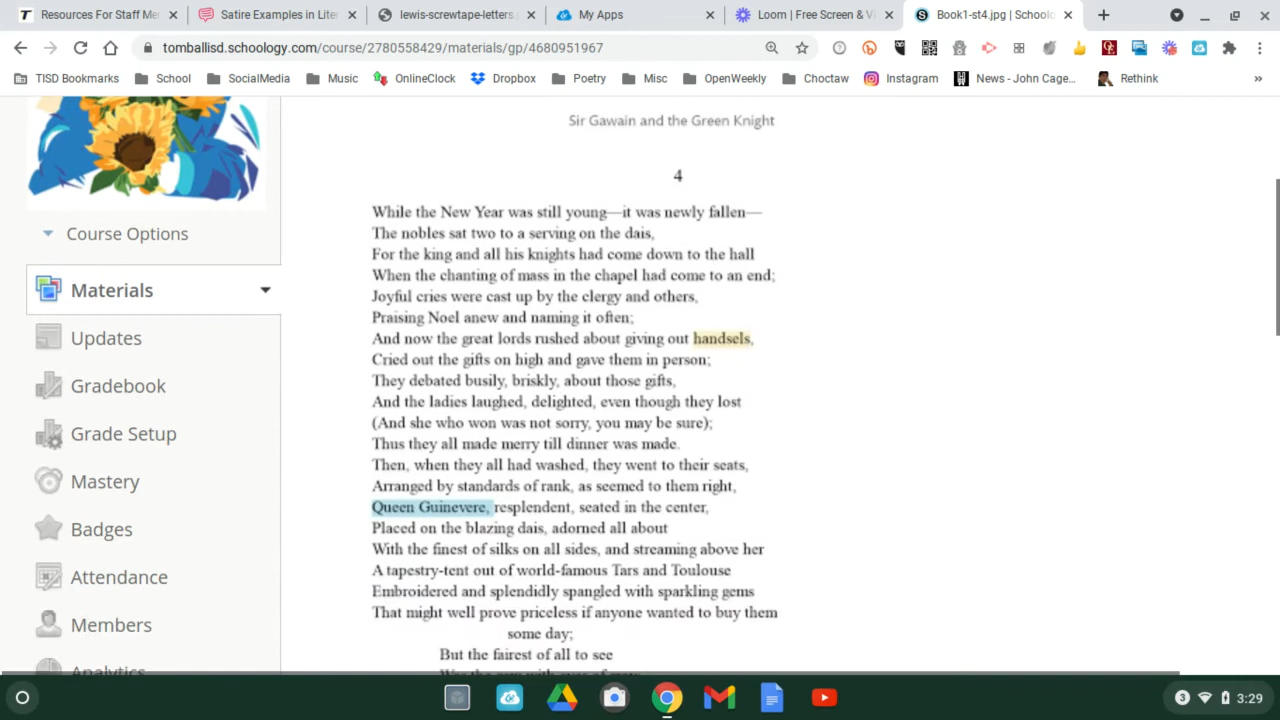 Resources For Staff Me
Satire Examples in Lite
lewis-screwtape-letters.p
My Apps
Loom | Free Screen & Vi
Book1-st4.jpg | Schoolo
tomballisd.schoology.com/course/2780558429/materials/gp/4680951967
TISD Bookmarks
School
SocialMedia
Music
OnlineClock
Dropbox
Poetry
Misc
OpenWeekly
Choctaw
Instagram
News - John Cage...
Rethink
»
Course Options
Materials
Updates
Gradebook
Grade Setup
Mastery
Badges
Attendance
Members
Analytics
Sir Gawain and the Green Knight
4
While the New Year was still young—it was newly fallen—
The nobles sat two to a serving on the dais,
For the king and all his knights had come down to the hall
When the chanting of mass in the chapel had come to an end;
Joyful cries were cast up by the clergy and others,
Praising Noel anew and naming it often;
And now the great lords rushed about giving out handsels,
Cried out the gifts on high and gave them in person;
They debated busily, briskly, about those gifts,
And the ladies laughed, delighted, even though they lost
(And she who won was not sorry, you may be sure);
Thus they all made merry till dinner was made.
Then, when they all had washed, they went to their seats,
Arranged by standards of rank, as seemed to them right,
Queen Guinevere, resplendent, seated in the center,
Placed on the blazing dais, adorned all about
With the finest of silks on all sides, and streaming above her
A tapestry-tent out of world-famous Tars and Toulouse
Embroidered and splendidly spangled with sparkling gems
That might well prove priceless if anyone wanted to buy them
some day;
But the fairest of all to see
3
3:29